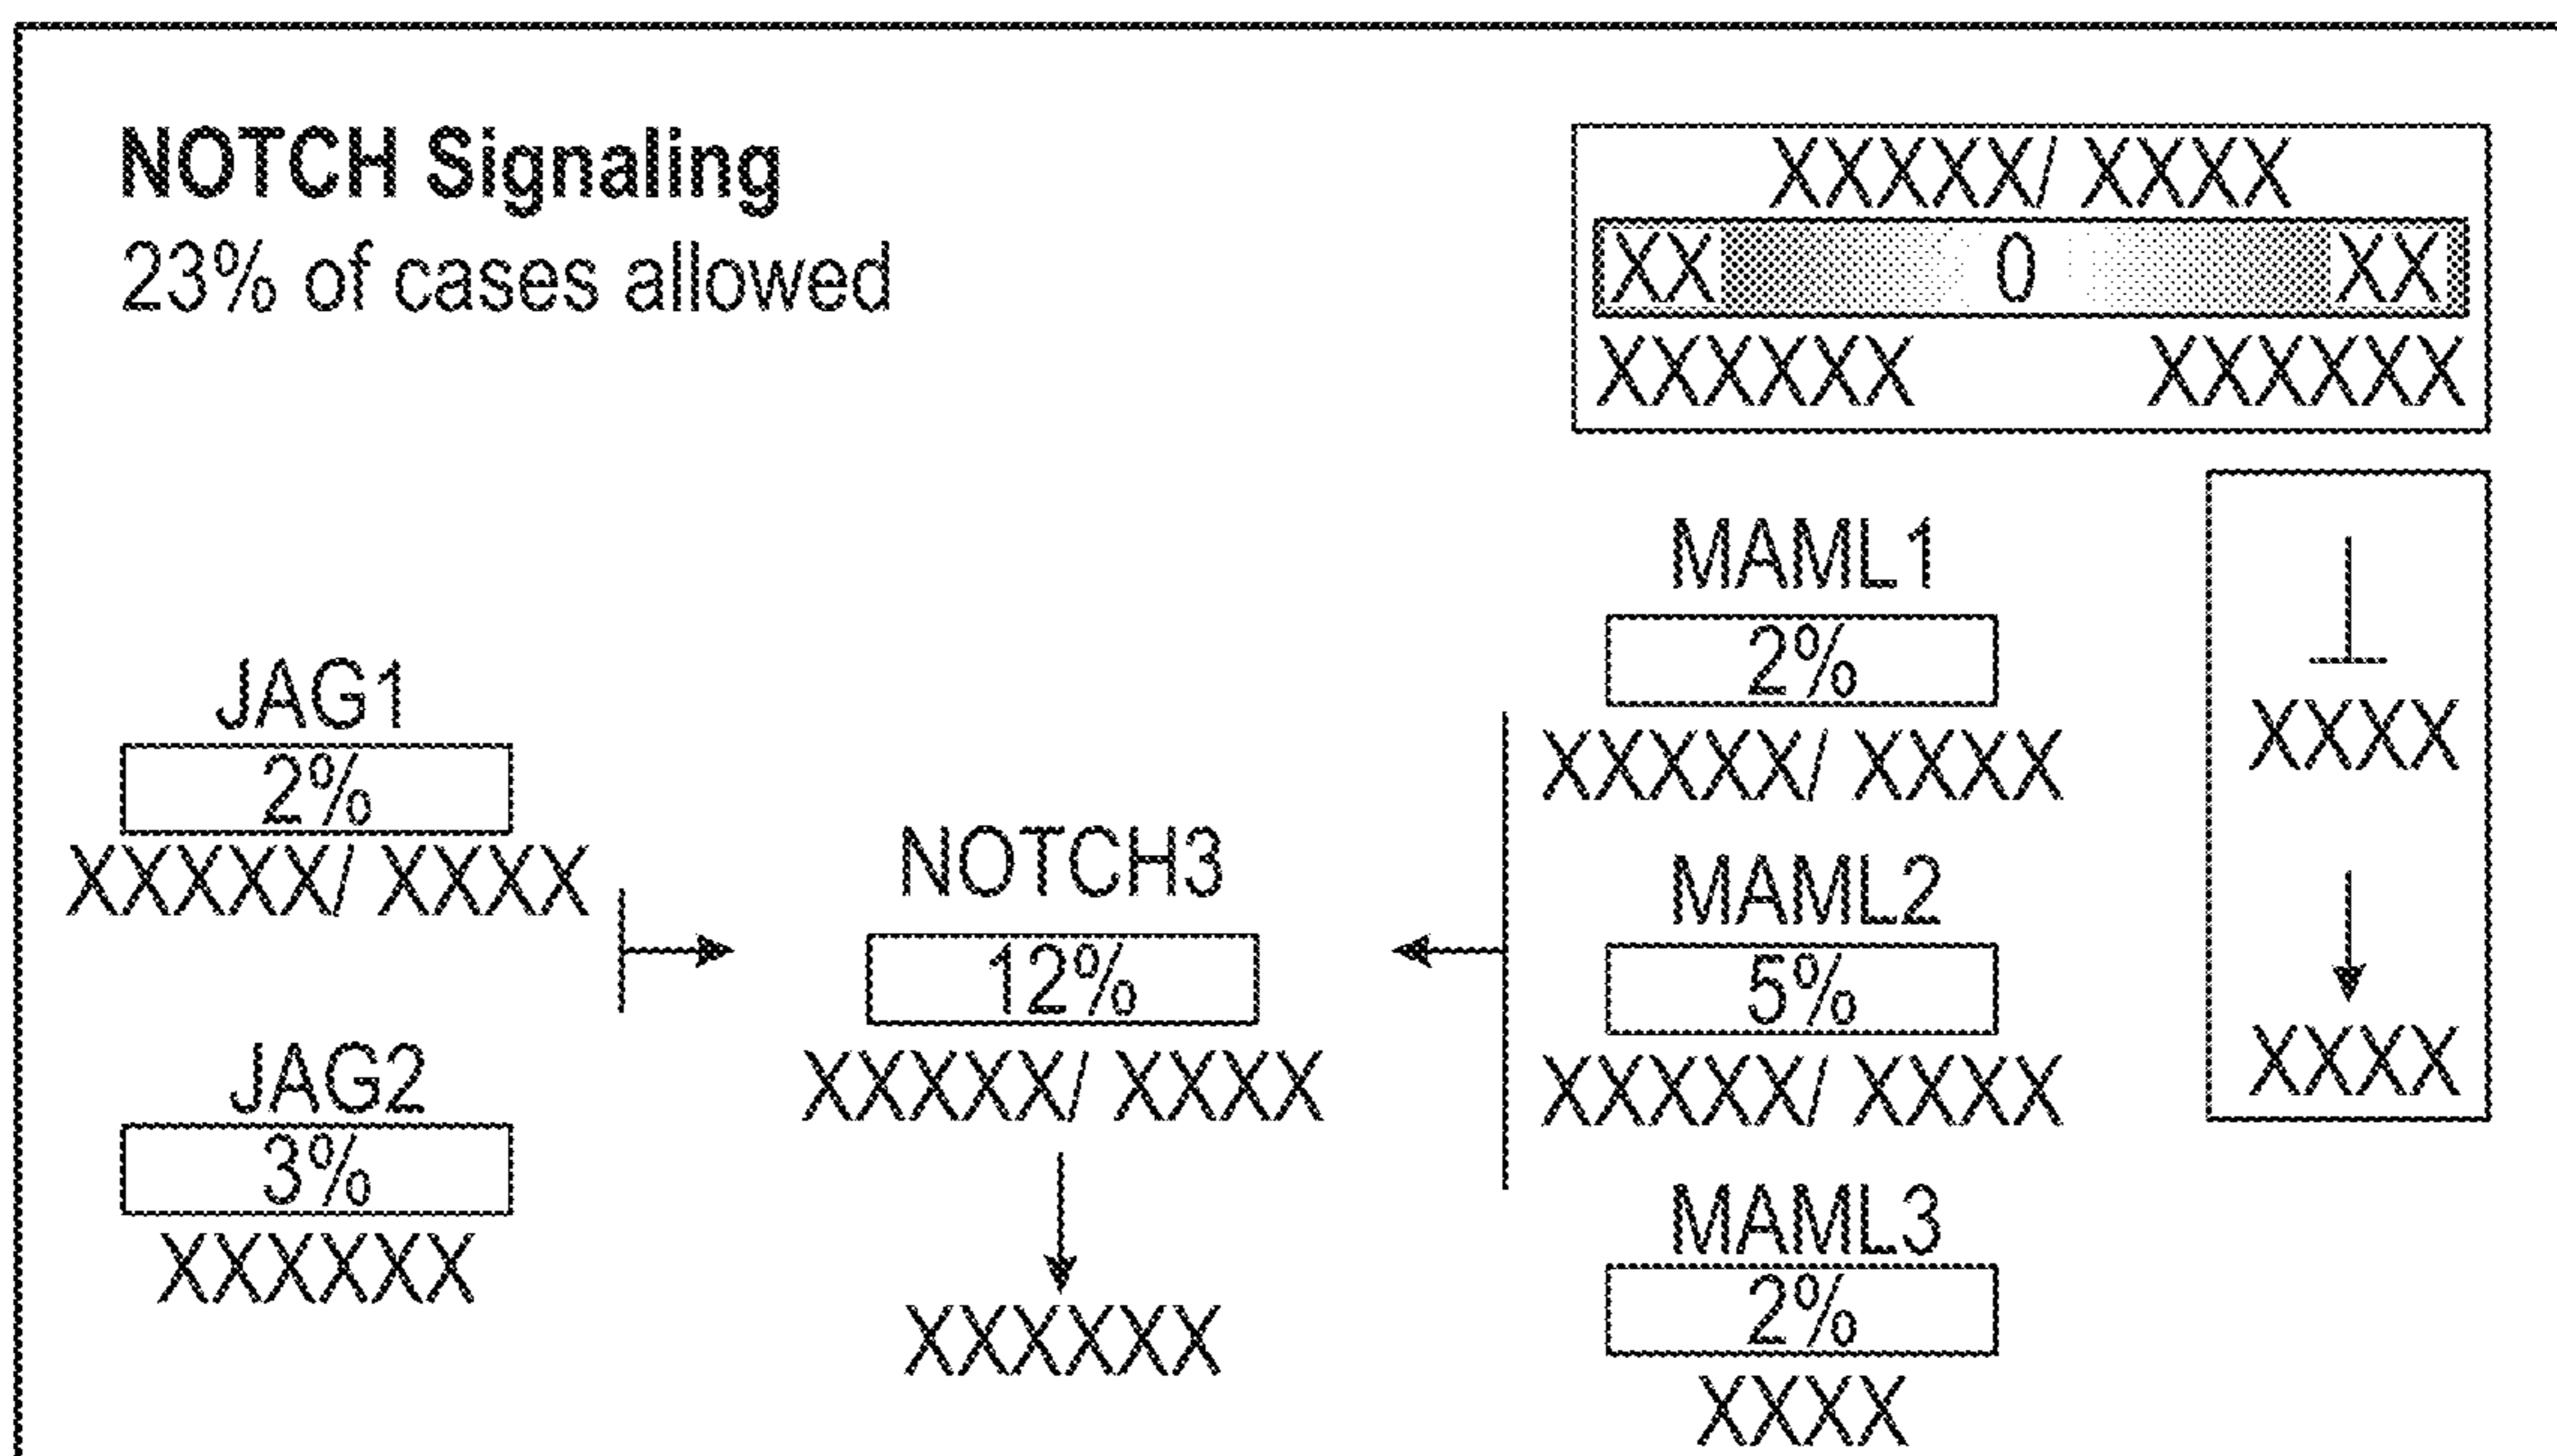 NOTCH Signaling
23% of cases allowed
XXXXX/ XXXX
XX 0 XX
XXXXXX XXXXXX
JAG1
2%
XXXXX/ XXXX
JAG2
3%
XXXXXX
NOTCH3
12%
XXXXX/ XXXX
XXXXXX
MAML1
2%
XXXXX/ XXXX
MAML2
5%
XXXXX/ XXXX
MAML3
2%
XXXX
XXXX
XXXX